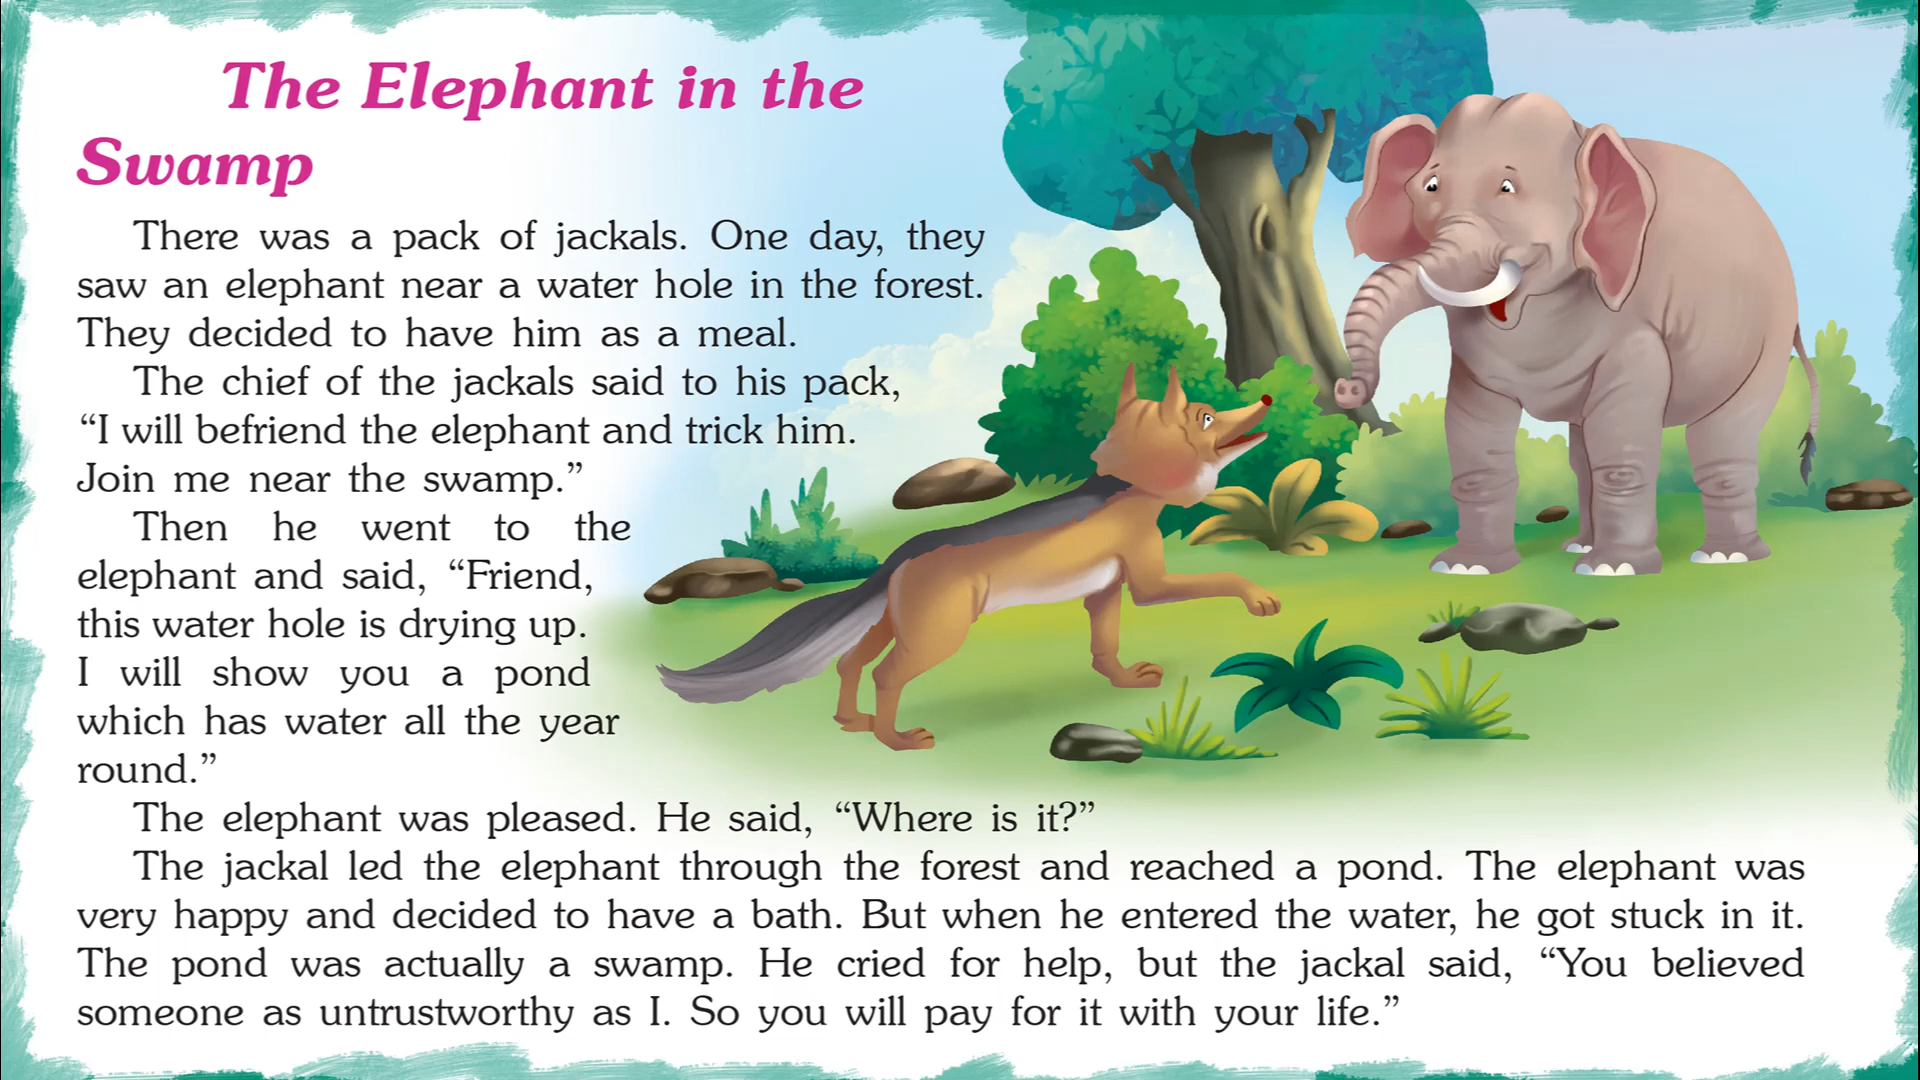 The Elephant in the
Swamp
There was a pack of jackals. One day, they
saw an elephant near a water hole in the forest.
They decided to have him as a meal.
The chief of the jackals said to his pack,
“I will befriend the elephant and trick him.
Join me near the swamp.”
Then he went to the
elephant and said, “Friend,
this water hole is drying up.
I will show you a pond
which has water all the year
round.”
The elephant was pleased. He said, “Where is it?”
The jackal led the elephant through the forest and reached a pond. The elephant was
very happy and decided to have a bath. But when he entered the water, he got stuck in it.
The pond was actually a swamp. He cried for help, but the jackal said, “You believed
someone as untrustworthy as I. So you will pay for it with your life.”